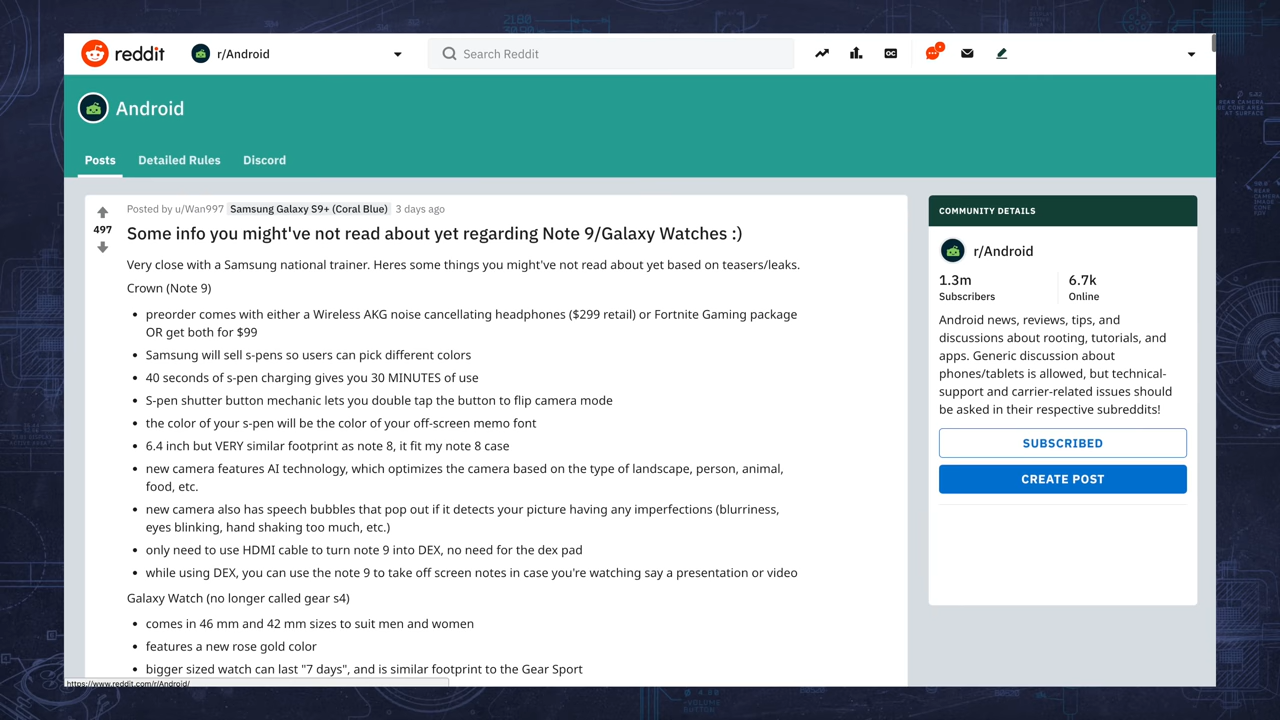 reddit
r/Android
Search Reddit
Android
Posts
Detailed Rules
Discord
Posted by u/Wan997 Samsung Galaxy S9+ (Coral Blue) 3 days ago
497
Some info you might've not read about yet regarding Note 9/Galaxy Watches :)
Very close with a Samsung national trainer. Heres some things you might've not read about yet based on teasers/leaks.
Crown (Note 9)
• preorder comes with either a Wireless AKG noise cancellating headphones ($299 retail) or Fortnite Gaming package
OR get both for $99
• Samsung will sell s-pens so users can pick different colors
• 40 seconds of s-pen charging gives you 30 MINUTES of use
• S-pen shutter button mechanic lets you double tap the button to flip camera mode
• the color of your s-pen will be the color of your off-screen memo font
• 6.4 inch but VERY similar footprint as note 8, it fit my note 8 case
• new camera features AI technology, which optimizes the camera based on the type of landscape, person, animal,
food, etc.
• new camera also has speech bubbles that pop out if it detects your picture having any imperfections (blurriness,
eyes blinking, hand shaking too much, etc.)
• only need to use HDMI cable to turn note 9 into DEX, no need for the dex pad
• while using DEX, you can use the note 9 to take off screen notes in case you're watching say a presentation or video
Galaxy Watch (no longer called gear s4)
• comes in 46 mm and 42 mm sizes to suit men and women
• features a new rose gold color
• bigger sized watch can last "7 days", and is similar footprint to the Gear Sport
https://www.reddit.com/r/Android/
COMMUNITY DETAILS
r/Android
1.3m
Subscribers
6.7k
Online
Android news, reviews, tips, and
discussions about rooting, tutorials, and
apps. Generic discussion about
phones/tablets is allowed, but technical-
support and carrier-related issues should
be asked in their respective subreddits!
SUBSCRIBED
CREATE POST
VOLUME
BUTTON